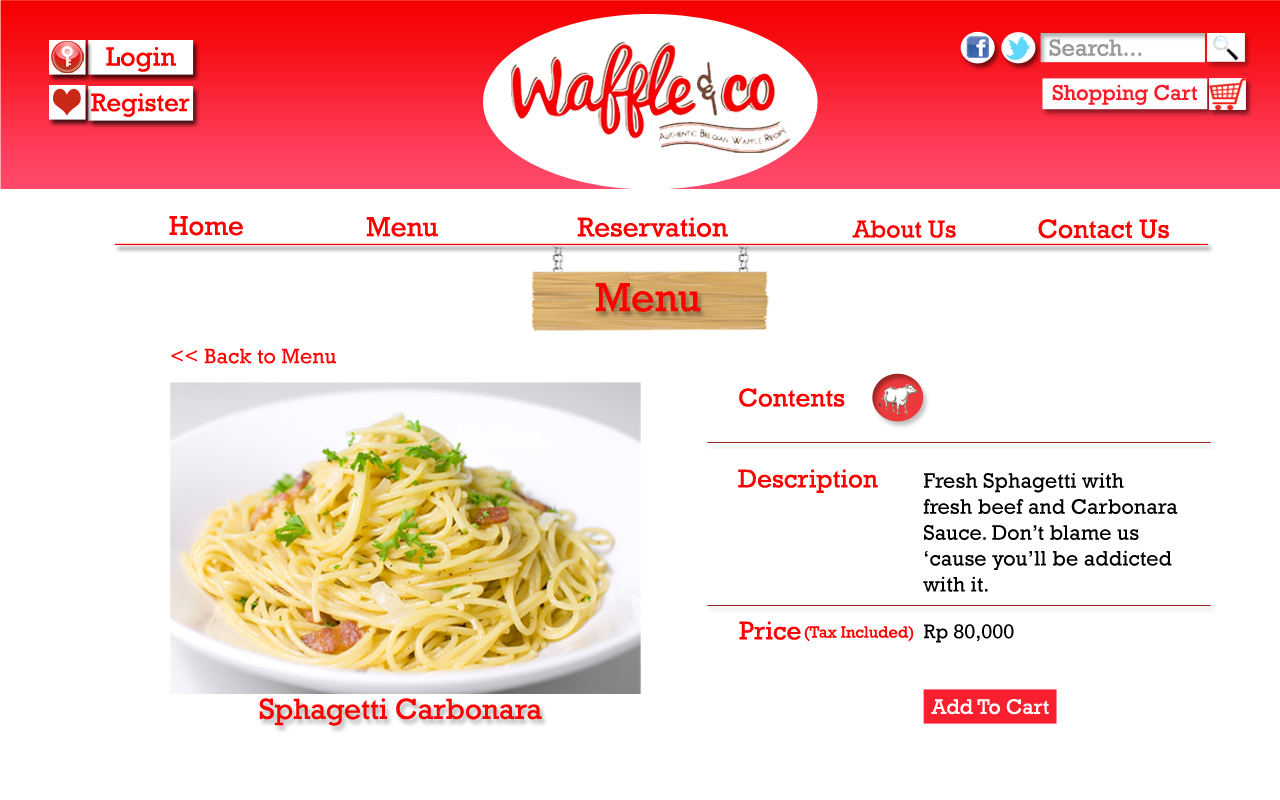 Login
Register
Waffle & co
Authentic Belgian Waffle Recipe
Search...
Shopping Cart
Home
Menu
Reservation
About Us
Contact Us
Menu
<< Back to Menu
Contents
Description
Fresh Sphagetti with
fresh beef and Carbonara
Sauce. Don’t blame us
‘cause you’ll be addicted
with it.
Price (Tax Included) Rp 80,000
Sphagetti Carbonara
Add To Cart